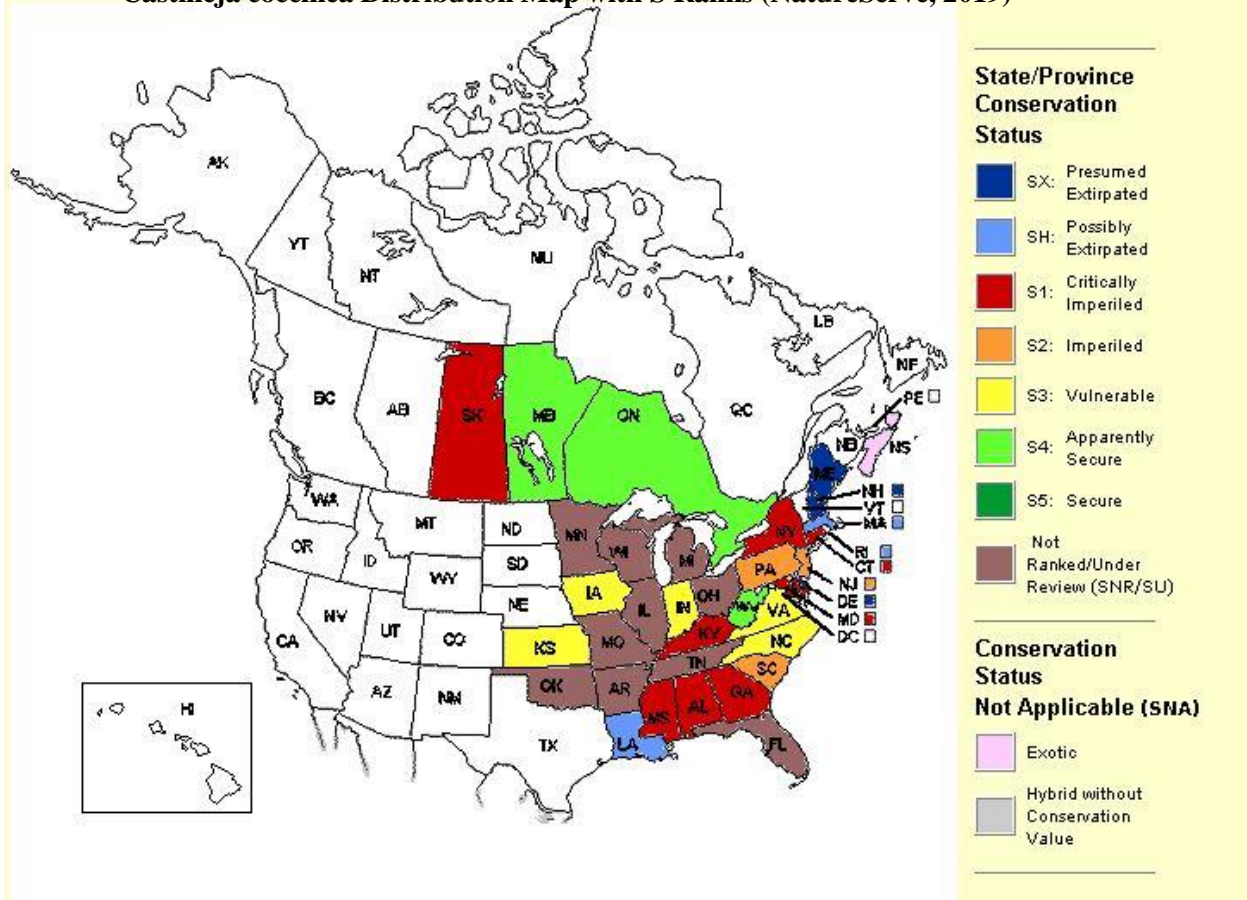 Castilleja coccinea Distribution Map with S Ranks (NatureServe, 2019)
AK
YT
NT
NU
BC
AB
SK
MB
ON
QC
LB
NF
PE
NB
NS
ME
NH
VT
MA
RI
CT
NJ
DE
MD
DC
WA
MT
ND
MN
OR
ID
SD
WI
MI
NY
WY
NE
IA
PA
NV
UT
CO
KS
IL
IN
OH
WV
VA
CA
MO
KY
NC
AZ
NM
OK
AR
TN
SC
TX
LA
MS
AL
GA
FL
HI
State/Province
Conservation
Status
SX: Presumed
Extirpated
SH: Possibly
Extirpated
S1: Critically
Imperiled
S2: Imperiled
S3: Vulnerable
S4: Apparently
Secure
S5: Secure
Not
Ranked/Under
Review (SNR/SU)
Conservation
Status
Not Applicable (SNA)
Exotic
Hybrid without
Conservation
Value